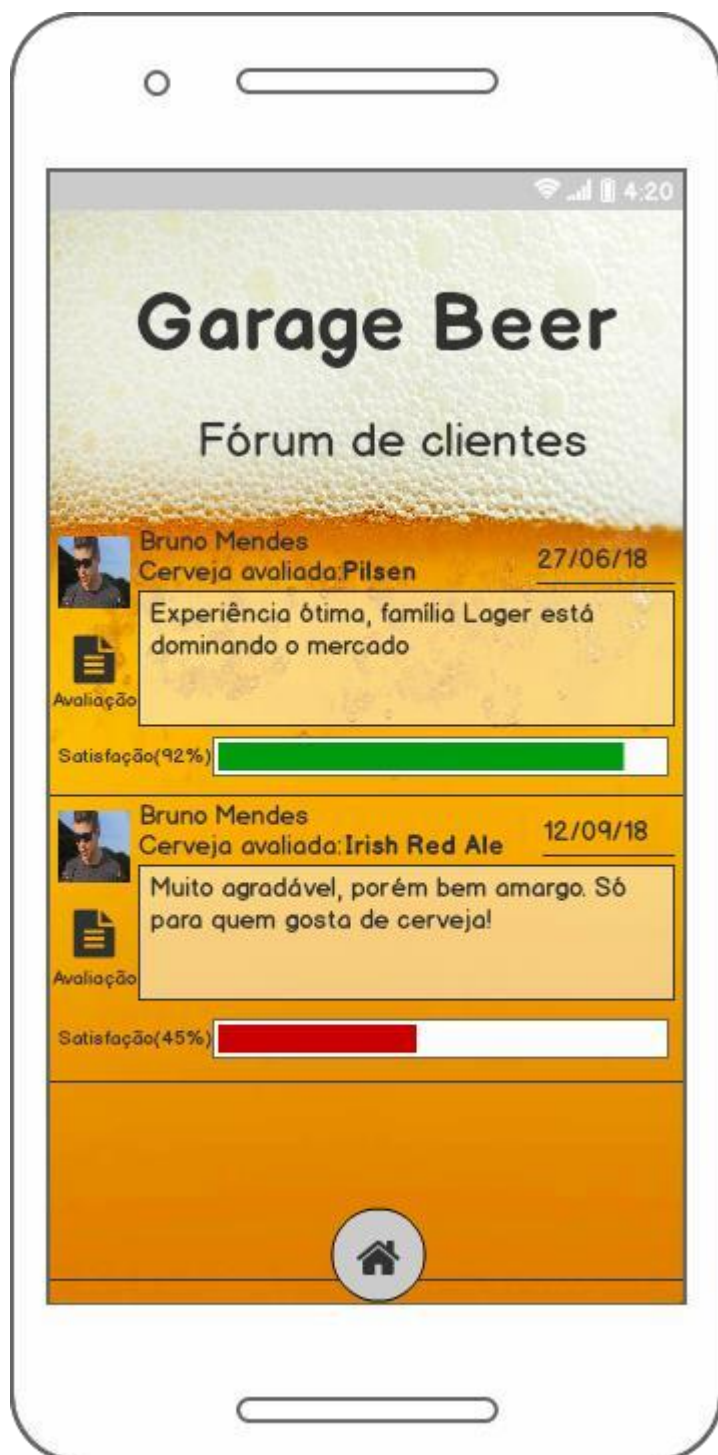 4:20
Garage Beer
Fórum de clientes
Bruno Mendes
Cerveja avaliada:Pilsen
27/06/18
Experiência ótima, família Lager está
dominando o mercado
Avaliação
Satisfação(92%)
Bruno Mendes
Cerveja avaliada:Irish Red Ale
12/09/18
Muito agradável, porém bem amargo. Só
para quem gosta de cerveja!
Avaliação
Satisfação(45%)